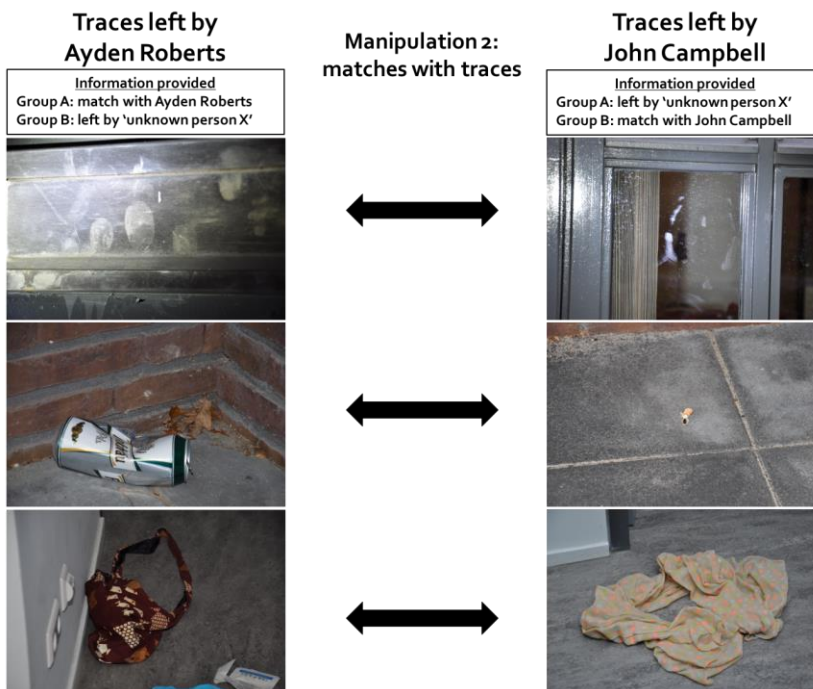 Traces left by
Ayden Roberts
Information provided
Group A: match with Ayden Roberts
Group B: left by ‘unknown person X’
Manipulation 2:
matches with traces
Traces left by
John Campbell
Information provided
Group A: left by ‘unknown person X’
Group B: match with John Campbell